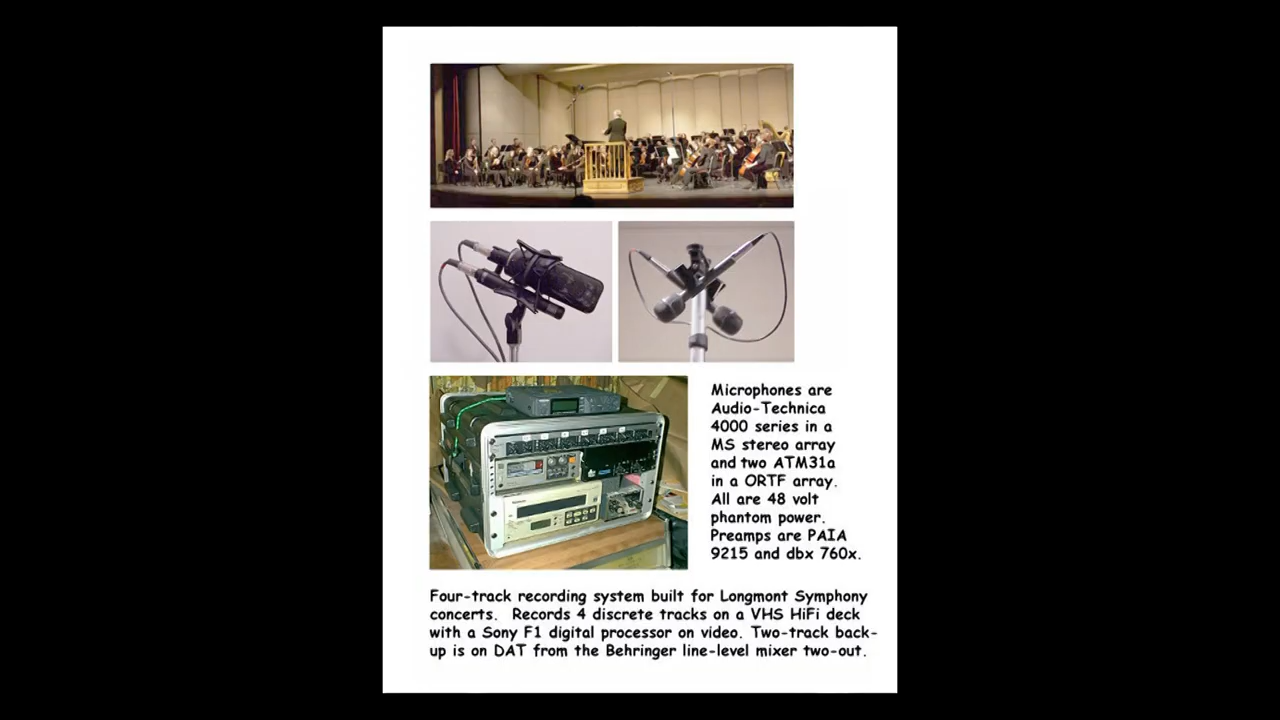 Microphones are
Audio-Technica
4000 series in a
MS stereo array
and two ATM31a
in a ORTF array.
All are 48 volt
phantom power.
Preamps are PAIA
9215 and dbx 760x.
Four-track recording system built for Longmont Symphony
concerts. Records 4 discrete tracks on a VHS HiFi deck
with a Sony F1 digital processor on video. Two-track back-
up is on DAT from the Behringer line-level mixer two-out.